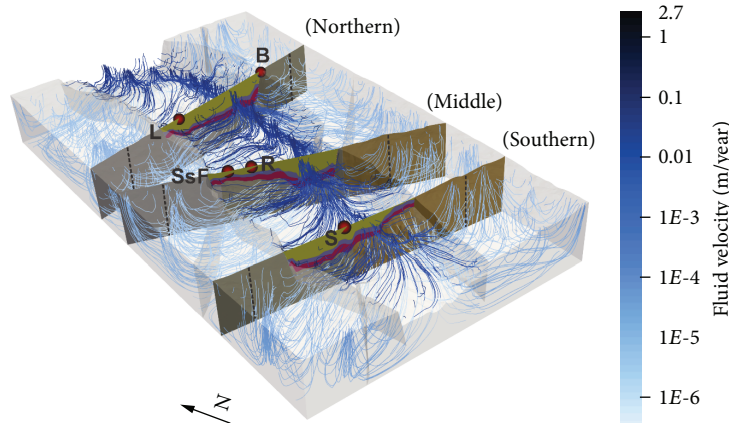 (Northern)
B
L
(Middle)
(Southern)
SsF
R
S
N
2.7
1
0.1
0.01
1E-3
1E-4
1E-5
1E-6
Fluid velocity (m/year)